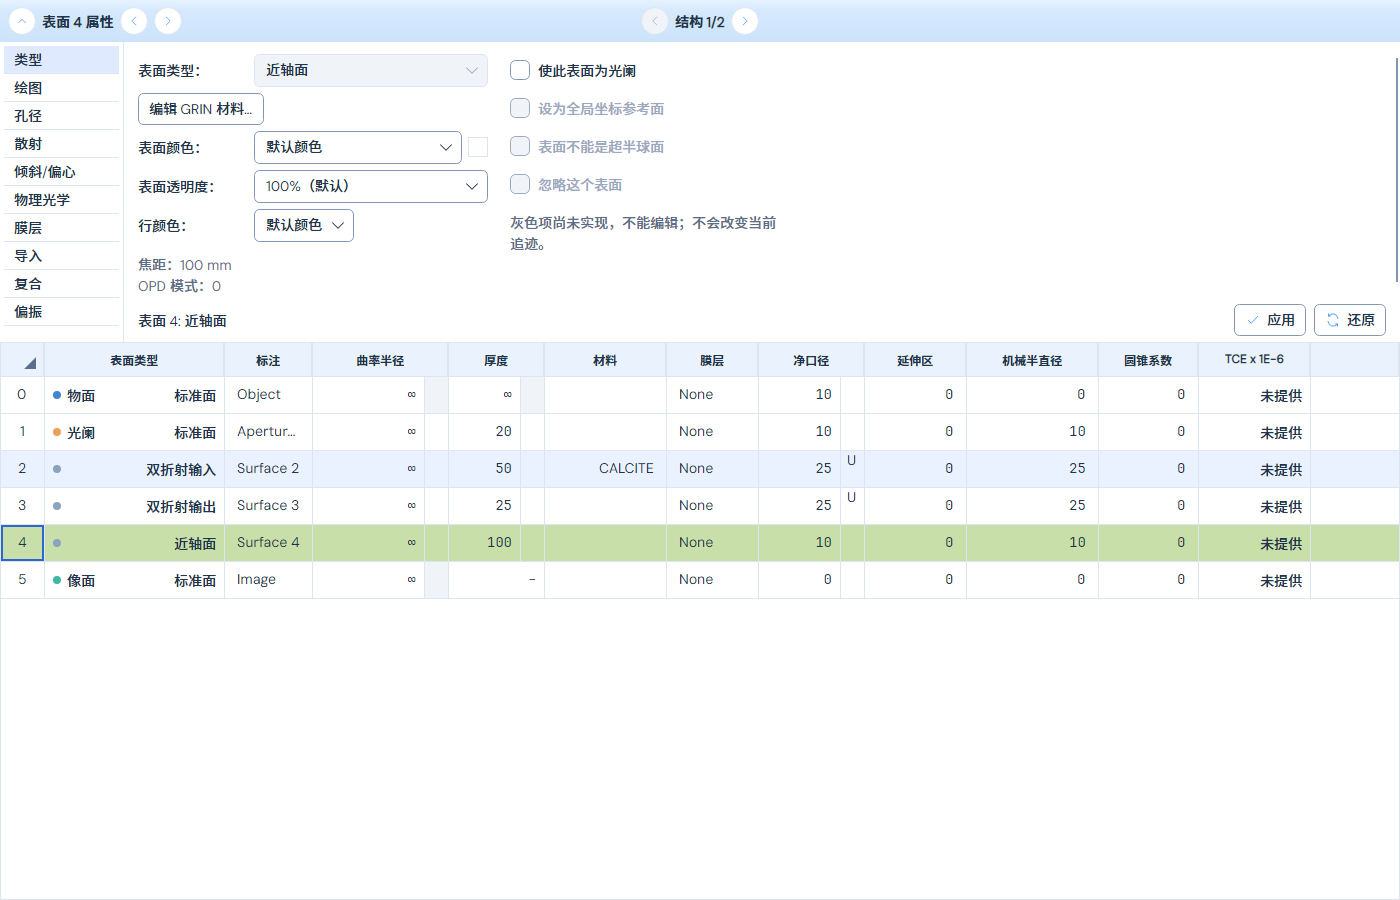 表面 4 属性
结构 1/2
类型
绘图
孔径
散射
倾斜/偏心
物理光学
膜层
导入
复合
偏振
表面类型：
近轴面
编辑 GRIN 材料...
表面颜色：
默认颜色
表面透明度：
100%（默认）
行颜色：
默认颜色
焦距：100 mm
OPD 模式：0
使此表面为光阑
设为全局坐标参考面
表面不能是超半球面
忽略这个表面
灰色项尚未实现，不能编辑；不会改变当前
追迹。
表面 4: 近轴面
应用
还原
表面类型 标注 曲率半径 厚度 材料 膜层 净口径 延伸区 机械半直径 圆锥系数 TCE x 1E-6
0 物面 标准面 Object ∞ ∞ None 10 0 0 0 未提供
1 光阑 标准面 Apertur... ∞ 20 None 10 0 10 0 未提供
2 双折射输入 Surface 2 ∞ 50 CALCITE None 25 U 0 25 0 未提供
3 双折射输出 Surface 3 ∞ 25 None 25 U 0 25 0 未提供
4 近轴面 Surface 4 ∞ 100 None 10 0 10 0 未提供
5 像面 标准面 Image ∞ - None 0 0 0 0 未提供